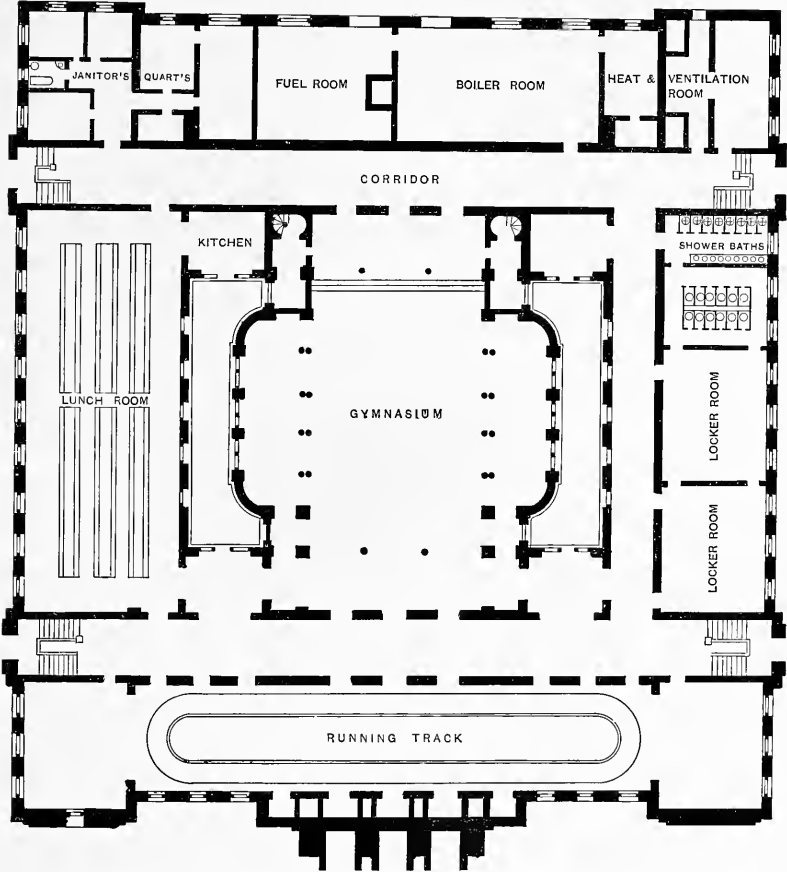 JANITOR'S
QUART'S
FUEL ROOM
BOILER ROOM
HEAT &
VENTILATION
ROOM
CORRIDOR
KITCHEN
SHOWER BATHS
LUNCH ROOM
GYMNASIUM
LOCKER ROOM
LOCKER ROOM
RUNNING TRACK